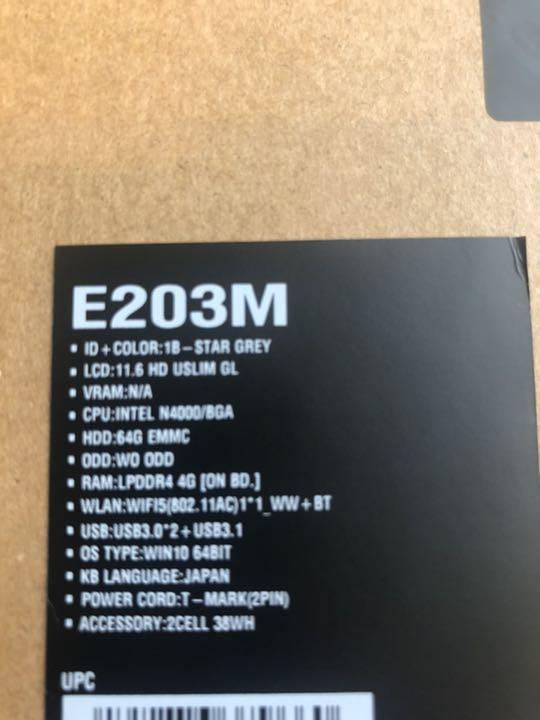 E203M
• ID+COLOR:1B-STAR GREY
• LCD:11.6 HD USLIM GL
• VRAM:N/A
• CPU:INTEL N4000/BGA
• HDD:64G EMMC
• ODD:WO ODD
• RAM:LPDDR4 4G [ON BD.]
• WLAN:WIFI5(802.11AC)1*1_WW+BT
• USB:USB3.0*2+USB3.1
• OS TYPE:WIN10 64BIT
• KB LANGUAGE:JAPAN
• POWER CORD:T-MARK(2PIN)
• ACCESSORY:2CELL 38WH
UPC